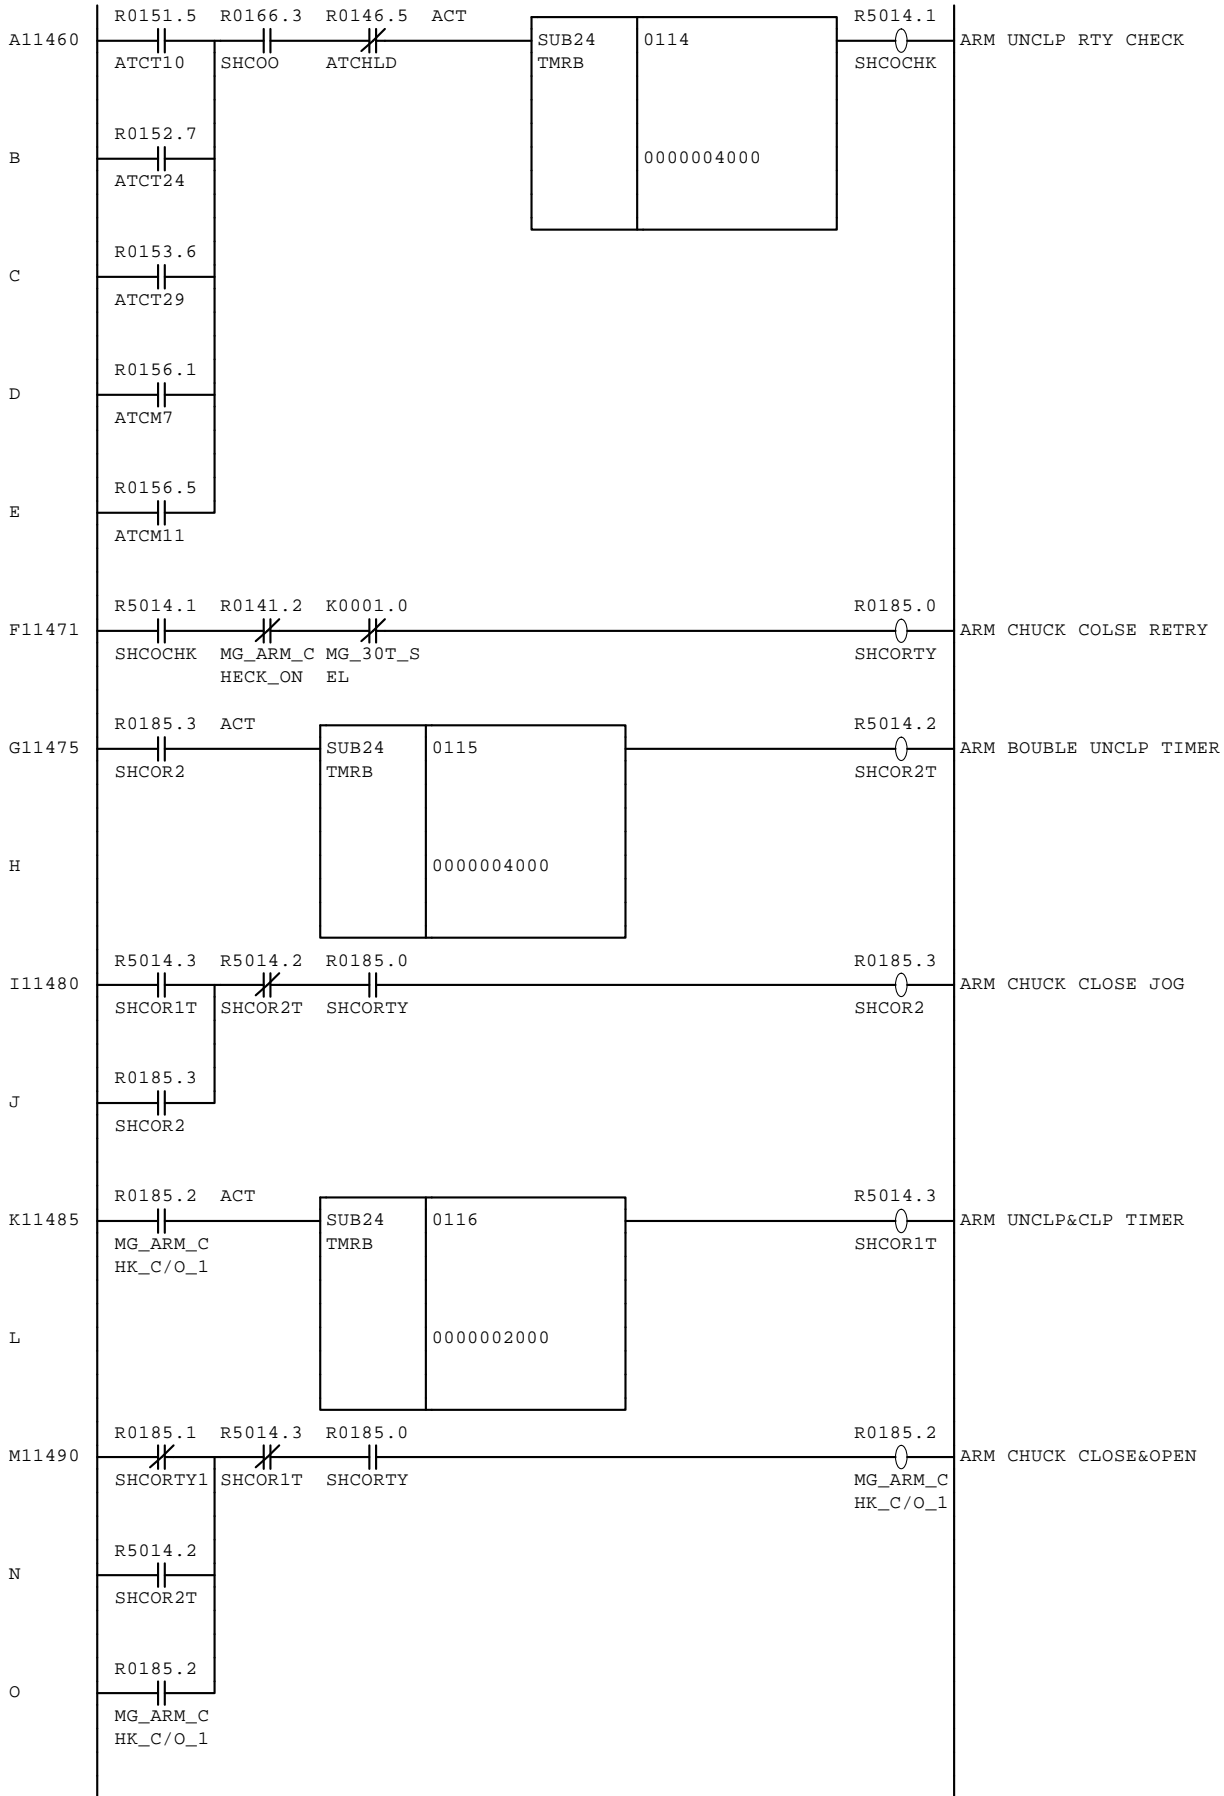 R0151.5 R0166.3 R0146.5 ACT R5014.1
A11460 SUB24 0114 ARM UNCLP RTY CHECK
ATCT10 SHCOO ATCHLD TMRB SHCOCHK
R0152.7
B 0000004000
ATCT24
R0153.6
C
ATCT29
R0156.1
D
ATCM7
R0156.5
E
ATCM11
R5014.1 R0141.2 K0001.0 R0185.0
F11471 ARM CHUCK COLSE RETRY
SHCOCHK MG_ARM_C MG_30T_S SHCORTY
HECK_ON EL
R0185.3 ACT R5014.2
G11475 SUB24 0115 ARM BOUBLE UNCLP TIMER
SHCOR2 TMRB SHCOR2T
H 0000004000
R5014.3 R5014.2 R0185.0 R0185.3
I11480 ARM CHUCK CLOSE JOG
SHCOR1T SHCOR2T SHCORTY SHCOR2
R0185.3
J
SHCOR2
R0185.2 ACT R5014.3
K11485 SUB24 0116 ARM UNCLP&CLP TIMER
MG_ARM_C TMRB SHCOR1T
HK_C/O_1
L 0000002000
R0185.1 R5014.3 R0185.0 R0185.2
M11490 ARM CHUCK CLOSE&OPEN
SHCORTY1 SHCOR1T SHCORTY MG_ARM_C
HK_C/O_1
R5014.2
N
SHCOR2T
R0185.2
O
MG_ARM_C
HK_C/O_1